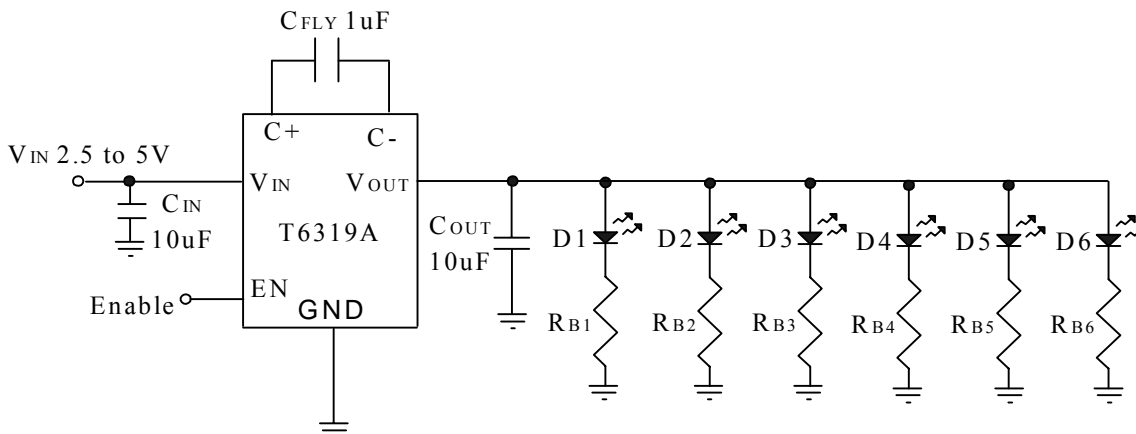 CFLY 1uF
C+
C-
VIN 2.5 to 5V
VIN
VOUT
CIN
10uF
T6319A
COUT
10uF
D1
D2
D3
D4
D5
D6
Enable
EN
GND
RB1
RB2
RB3
RB4
RB5
RB6